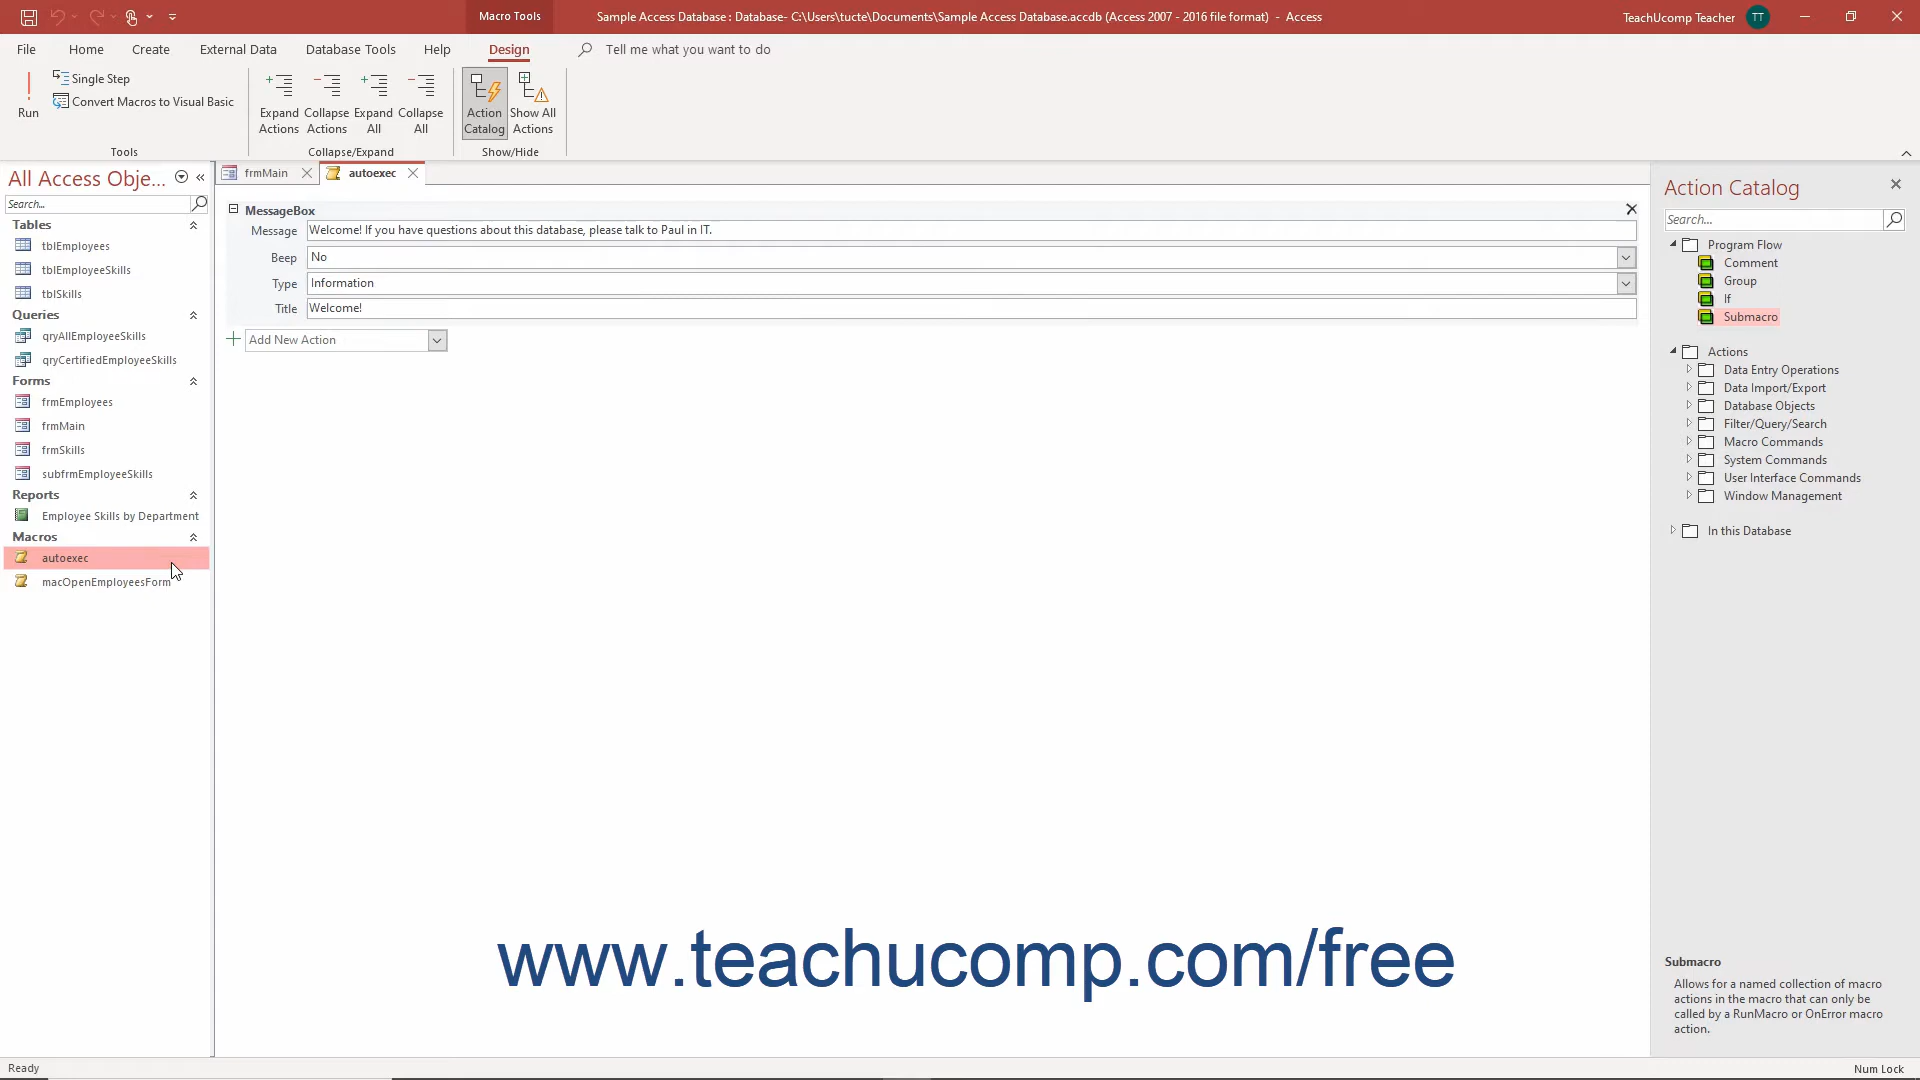 Macro Tools
Sample Access Database : Database- C:\Users\tucte\Documents\Sample Access Database.accdb (Access 2007 - 2016 file format)  -  Access
TeachUcomp Teacher
TT
File
Home
Create
External Data
Database Tools
Help
Design
Tell me what you want to do
Run
Single Step
Convert Macros to Visual Basic
Tools
Expand
Actions
Collapse
Actions
Expand
All
Collapse
All
Collapse/Expand
Action
Catalog
Show All
Actions
Show/Hide
All Access Obje...
Search...
Tables
tblEmployees
tblEmployeeSkills
tblSkills
Queries
qryAllEmployeeSkills
qryCertifiedEmployeeSkills
Forms
frmEmployees
frmMain
frmSkills
subfrmEmployeeSkills
Reports
Employee Skills by Department
Macros
autoexec
macOpenEmployeesForm
frmMain
autoexec
MessageBox
Message
Welcome! If you have questions about this database, please talk to Paul in IT.
Beep
No
Type
Information
Title
Welcome!
Add New Action
www.teachucomp.com/free
Action Catalog
Search...
Program Flow
Comment
Group
If
Submacro
Actions
Data Entry Operations
Data Import/Export
Database Objects
Filter/Query/Search
Macro Commands
System Commands
User Interface Commands
Window Management
In this Database
Submacro
Allows for a named collection of macro
actions in the macro that can only be
called by a RunMacro or OnError macro
action.
Ready
Num Lock